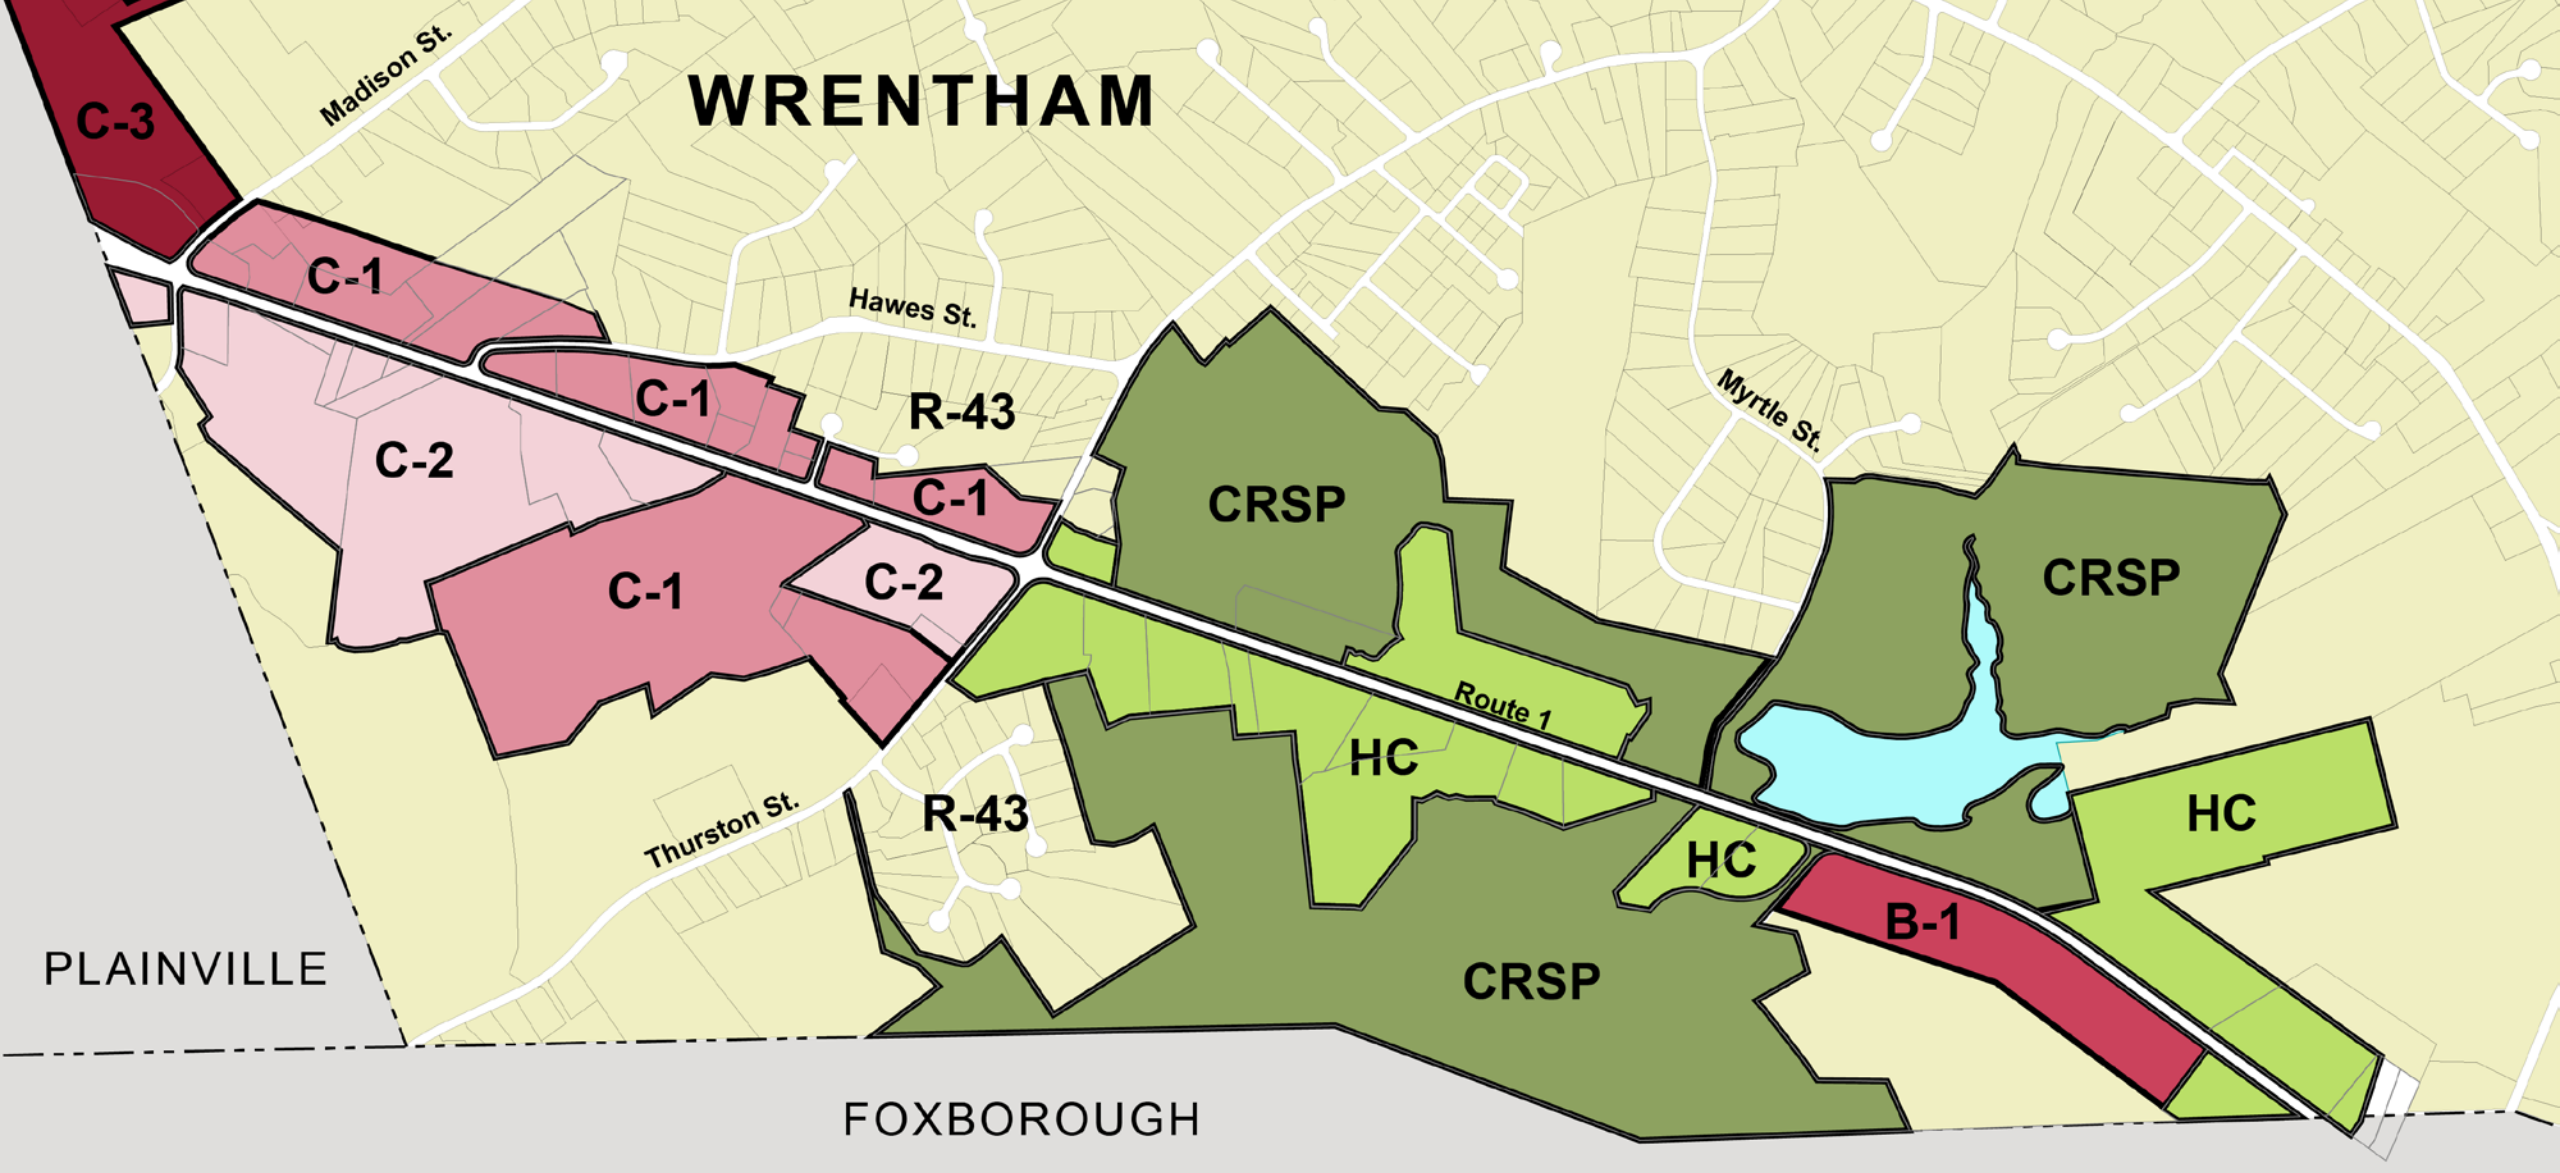 Madison St.
WRENTHAM
C-3
C-1
Hawes St.
C-1
R-43
Myrtle St.
C-2
C-1
CRSP
C-1
C-2
CRSP
Route 1
HC
R-43
HC
Thurston St.
HC
B-1
PLAINVILLE
CRSP
FOXBOROUGH